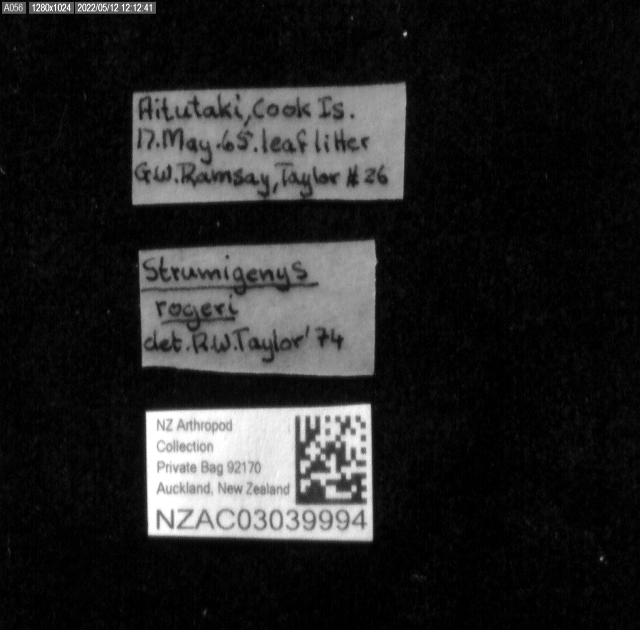 A056 1280x1024 2022/05/12 12:12:41
Aitutaki, Cook Is.
17.May.65.leaf litter
G.W.Ramsay, Taylor # 26
Strumigenys
rogeri
det.R.W.Taylor'74
NZ Arthropod
Collection
Private Bag 92170
Auckland, New Zealand
NZAC03039994